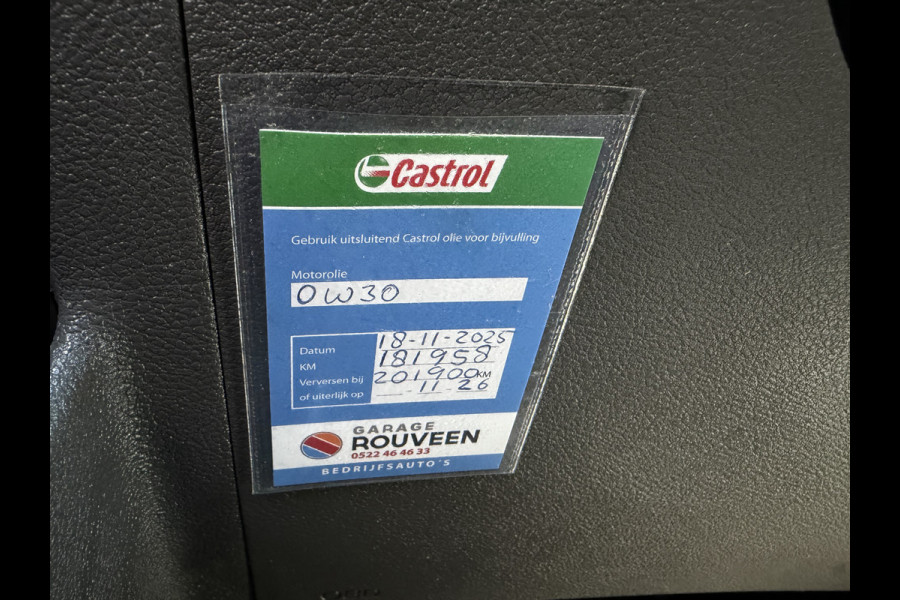 Castrol
Gebruik uitsluitend Castrol olie voor bijvulling
Motorolie
0W30
Datum 18-11-2025
KM 181958
Verversen bij 201900 KM
of uiterlijk op __.11.26
GARAGE
ROUVEEN
0522 46 46 33
BEDRIJFSAUTO'S